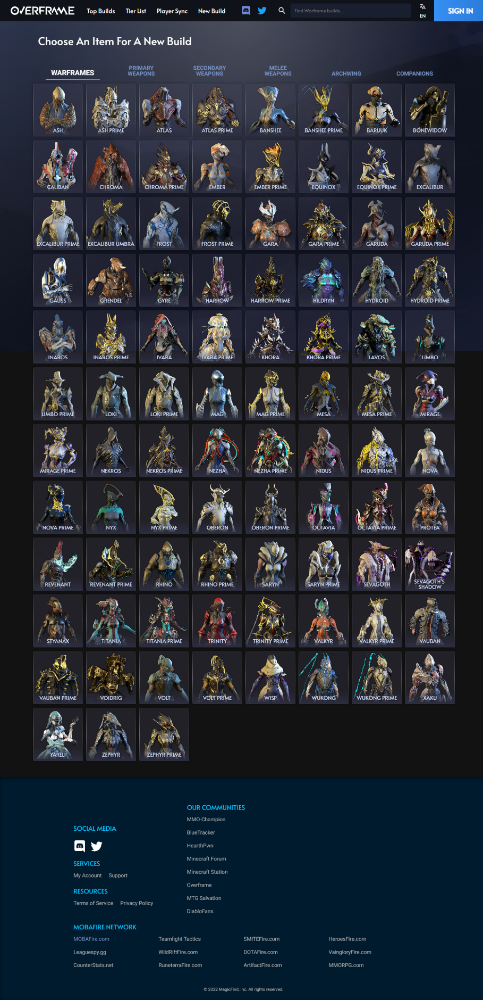 OVERFRAME
Top Builds
Tier List
Player Sync
New Build
Find Warframe builds...
EN
SIGN IN
Choose An Item For A New Build
WARFRAMES
PRIMARY
WEAPONS
SECONDARY
WEAPONS
MELEE
WEAPONS
ARCHWING
COMPANIONS
ASH
ASH PRIME
ATLAS
ATLAS PRIME
BANSHEE
BANSHEE PRIME
BARUUK
BONEWIDOW
CALIBAN
CHROMA
CHROMA PRIME
EMBER
EMBER PRIME
EQUINOX
EQUINOX PRIME
EXCALIBUR
EXCALIBUR PRIME
EXCALIBUR UMBRA
FROST
FROST PRIME
GARA
GARA PRIME
GARUDA
GARUDA PRIME
GAUSS
GRENDEL
GYRE
HARROW
HARROW PRIME
HILDRYN
HYDROID
HYDROID PRIME
INAROS
INAROS PRIME
IVARA
IVARA PRIME
KHORA
KHORA PRIME
LAVOS
LIMBO
LIMBO PRIME
LOKI
LOKI PRIME
MAG
MAG PRIME
MESA
MESA PRIME
MIRAGE
MIRAGE PRIME
NEKROS
NEKROS PRIME
NEZHA
NEZHA PRIME
NIDUS
NIDUS PRIME
NOVA
NOVA PRIME
NYX
NYX PRIME
OBERON
OBERON PRIME
OCTAVIA
OCTAVIA PRIME
PROTEA
REVENANT
REVENANT PRIME
RHINO
RHINO PRIME
SARYN
SARYN PRIME
SEVAGOTH
SEVAGOTH'S
SHADOW
STYANAX
TITANIA
TITANIA PRIME
TRINITY
TRINITY PRIME
VALKYR
VALKYR PRIME
VAUBAN
VAUBAN PRIME
VOIDRIG
VOLT
VOLT PRIME
WISP
WUKONG
WUKONG PRIME
XAKU
YARELI
ZEPHYR
ZEPHYR PRIME
SOCIAL MEDIA
SERVICES
My Account
Support
RESOURCES
Terms of Service
Privacy Policy
OUR COMMUNITIES
MMO-Champion
BlueTracker
HearthPwn
Minecraft Forum
Minecraft Station
Overframe
MTG Salvation
DiabloFans
MOBAFIRE NETWORK
MOBAFire.com
Teamfight Tactics
SMITEFire.com
HeroesFire.com
Leaguespy.gg
WildRiftFire.com
DOTAFire.com
VaingloryFire.com
CounterStats.net
RuneterraFire.com
ArtifactFire.com
MMORPG.com
© 2022 MagicFind, Inc. All rights reserved.